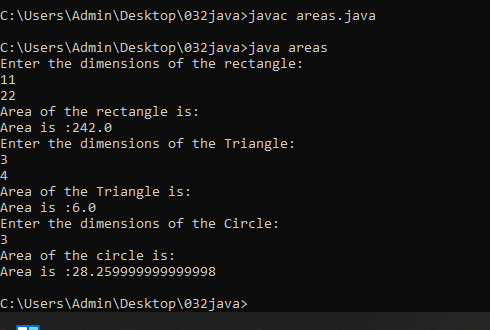 C:\Users\Admin\Desktop\032java>javac areas.java
C:\Users\Admin\Desktop\032java>java areas
Enter the dimensions of the rectangle:
11
22
Area of the rectangle is:
Area is :242.0
Enter the dimensions of the Triangle:
3
4
Area of the Triangle is:
Area is :6.0
Enter the dimensions of the Circle:
3
Area of the circle is:
Area is :28.259999999999998
C:\Users\Admin\Desktop\032java>